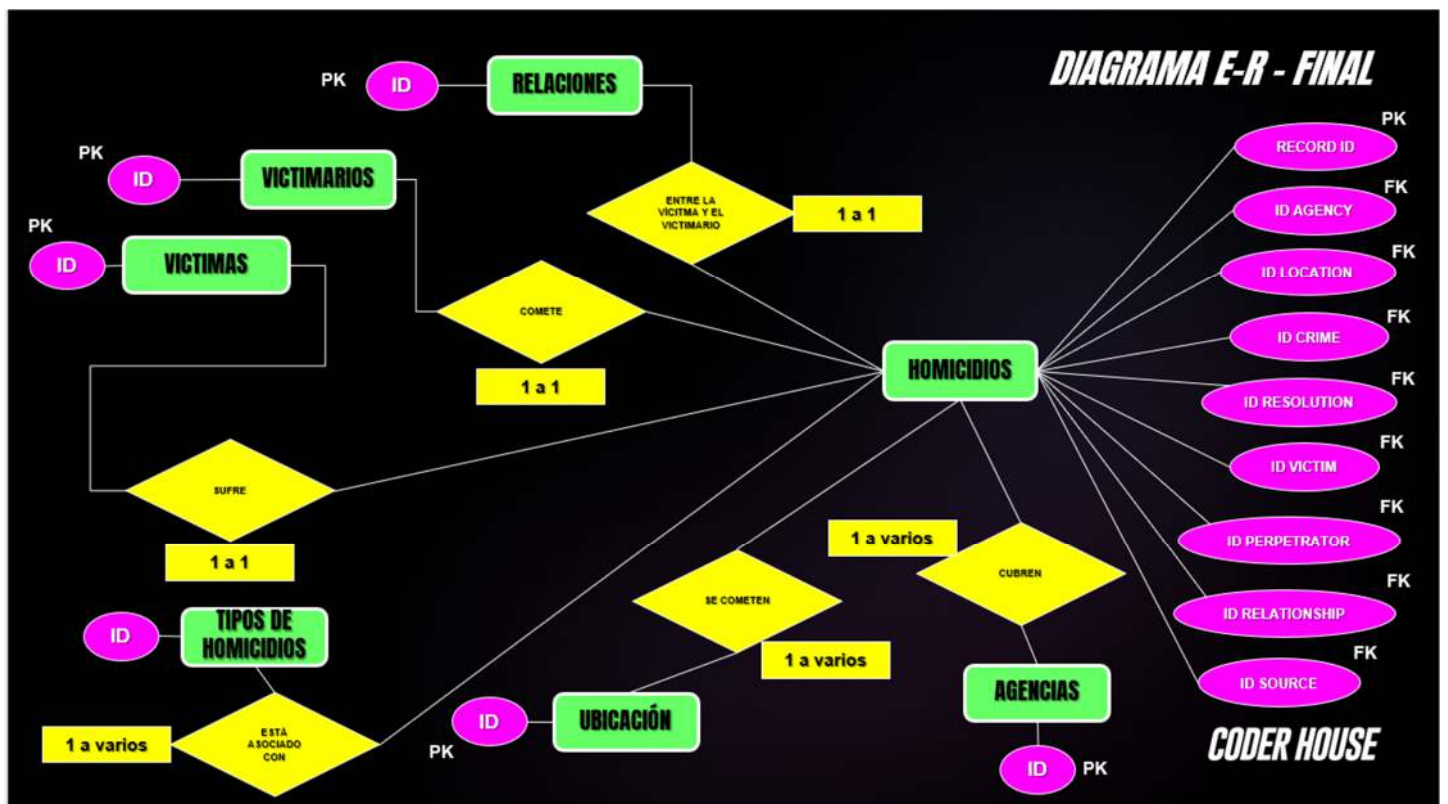 DIAGRAMA E-R - FINAL
PK
ID
RELACIONES
PK
ID
VICTIMARIOS
PK
ID
VICTIMAS
ENTRE LA
VÍCITMA Y EL
VICTIMARIO
1 a 1
COMETE
1 a 1
SUFRE
1 a 1
ID
TIPOS DE
HOMICIDIOS
ESTÁ
ASOCIADO
CON
1 a varios
HOMICIDIOS
SE COMETEN
1 a varios
ID
PK
UBICACIÓN
1 a varios
CUBREN
AGENCIAS
ID
PK
PK
RECORD ID
FK
ID AGENCY
FK
ID LOCATION
FK
ID CRIME
FK
ID RESOLUTION
FK
ID VICTIM
FK
ID PERPETRATOR
FK
ID RELATIONSHIP
FK
ID SOURCE
CODER HOUSE